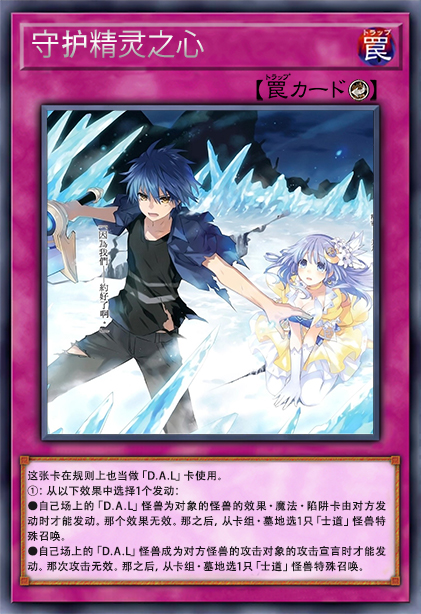 守护精灵之心
トラップ
罠
トラップ
【罠カード】
因為我們……約好了啊。
这张卡在规则上也当做「D.A.L」卡使用。
①：从以下效果中选择1个发动：
●自己场上的「D.A.L」怪兽为对象的怪兽的效果・魔法・陷阱卡由对方发
动时才能发动。那个效果无效。那之后，从卡组・墓地选1只「士道」怪兽特
殊召唤。
●自己场上的「D.A.L」怪兽成为对方怪兽的攻击对象的攻击宣言时才能发
动。那次攻击无效。那之后，从卡组・墓地选1只「士道」怪兽特殊召唤。